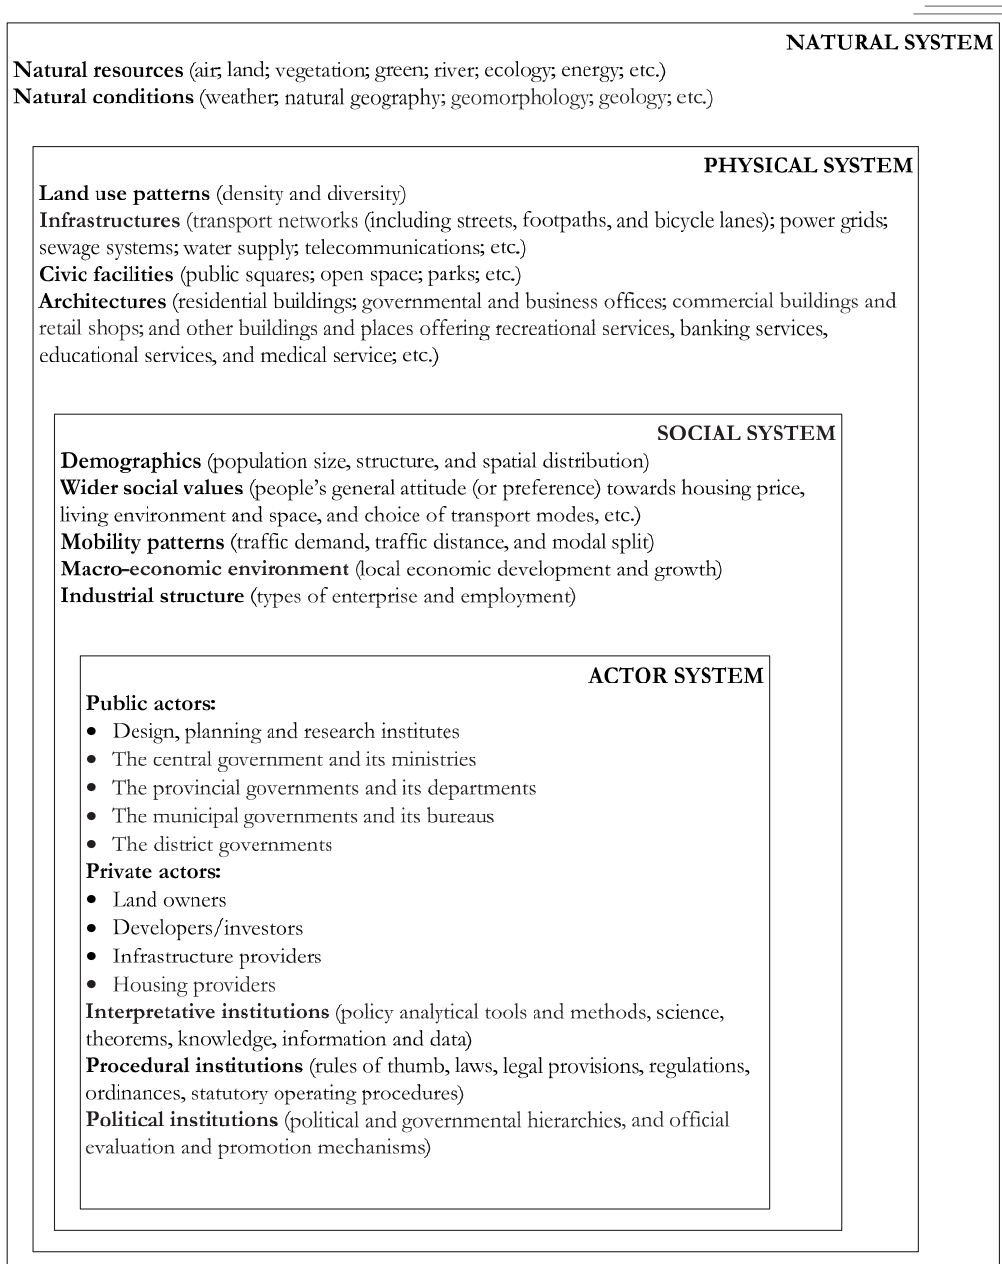 NATURAL SYSTEM
Natural resources (air; land; vegetation; green; river; ecology; energy; etc.)
Natural conditions (weather; natural geography; geomorphology; geology; etc.)
PHYSICAL SYSTEM
Land use patterns (density and diversity)
Infrastructures (transport networks (including streets, footpaths, and bicycle lanes); power grids;
sewage systems; water supply; telecommunications; etc.)
Civic facilities (public squares; open space; parks; etc.)
Architectures (residential buildings; governmental and business offices; commercial buildings and
retail shops; and other buildings and places offering recreational services, banking services,
educational services, and medical service; etc.)
SOCIAL SYSTEM
Demographics (population size, structure, and spatial distribution)
Wider social values (people’s general attitude (or preference) towards housing price,
living environment and space, and choice of transport modes, etc.)
Mobility patterns (traffic demand, traffic distance, and modal split)
Macro-economic environment (local economic development and growth)
Industrial structure (types of enterprise and employment)
ACTOR SYSTEM
Public actors:
• Design, planning and research institutes
• The central government and its ministries
• The provincial governments and its departments
• The municipal governments and its bureaus
• The district governments
Private actors:
• Land owners
• Developers/investors
• Infrastructure providers
• Housing providers
Interpretative institutions (policy analytical tools and methods, science,
theorems, knowledge, information and data)
Procedural institutions (rules of thumb, laws, legal provisions, regulations,
ordinances, statutory operating procedures)
Political institutions (political and governmental hierarchies, and official
evaluation and promotion mechanisms)